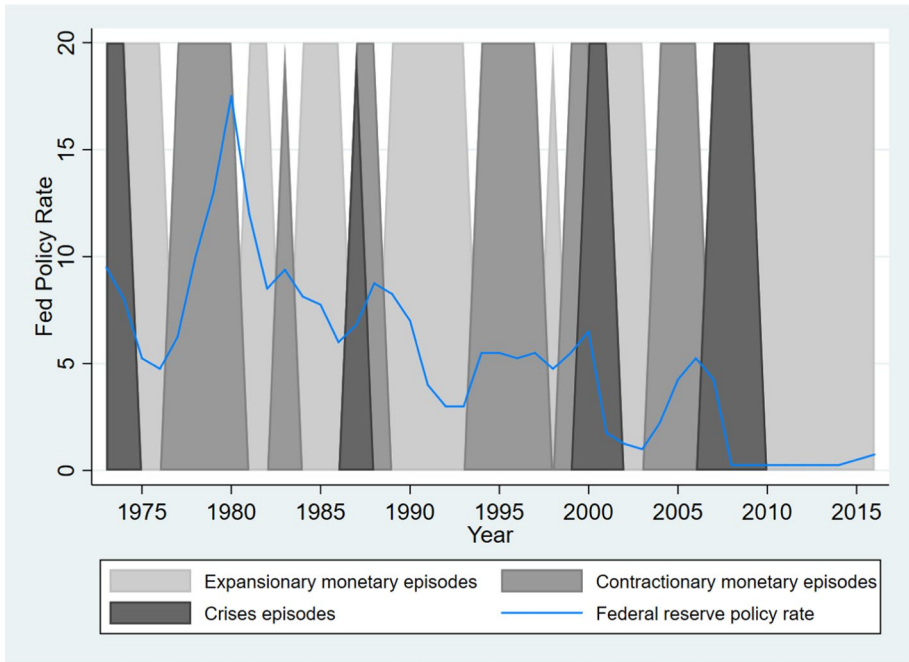 20
15
10
5
0
Fed Policy Rate
1975 1980 1985 1990 1995 2000 2005 2010 2015
Year
Expansionary monetary episodes Contractionary monetary episodes
Crises episodes Federal reserve policy rate